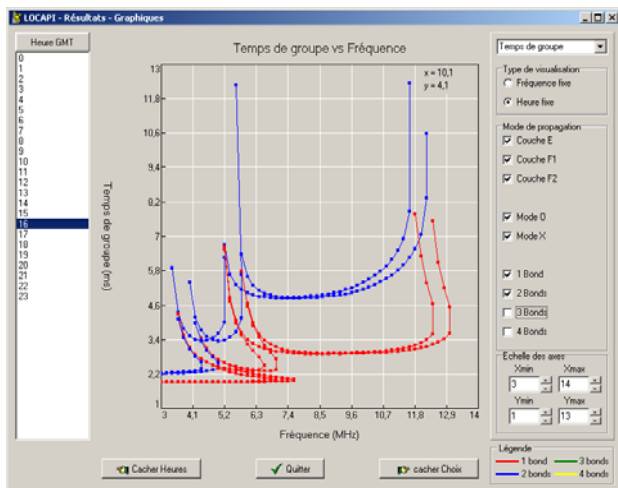 LOCAPI - Résultats - Graphiques
Heure GMT
0
1
2
3
4
5
6
7
8
9
10
11
12
13
14
15
16
17
18
19
20
21
22
23
Temps de groupe vs Fréquence
x = 10,1
y = 4,1
Temps de groupe (ms)
13
11,8
10,6
9,4
8,2
7
5,8
4,6
3,4
2,2
1
3 4,1 5,2 6,3 7,4 8,5 9,6 10,7 11,8 12,9 14
Fréquence (MHz)
Temps de groupe
Type de visualisation
Fréquence fixe
Heure fixe
Mode de propagation
Couche E
Couche F1
Couche F2
Mode O
Mode X
1 Bond
2 Bonds
3 Bonds
4 Bonds
Echelle des axes
Xmin Xmax
3 14
Ymin Ymax
1 13
Cacher Heures
Quitter
cacher Choix
Légende
1 bond 3 bonds
2 bonds 4 bonds